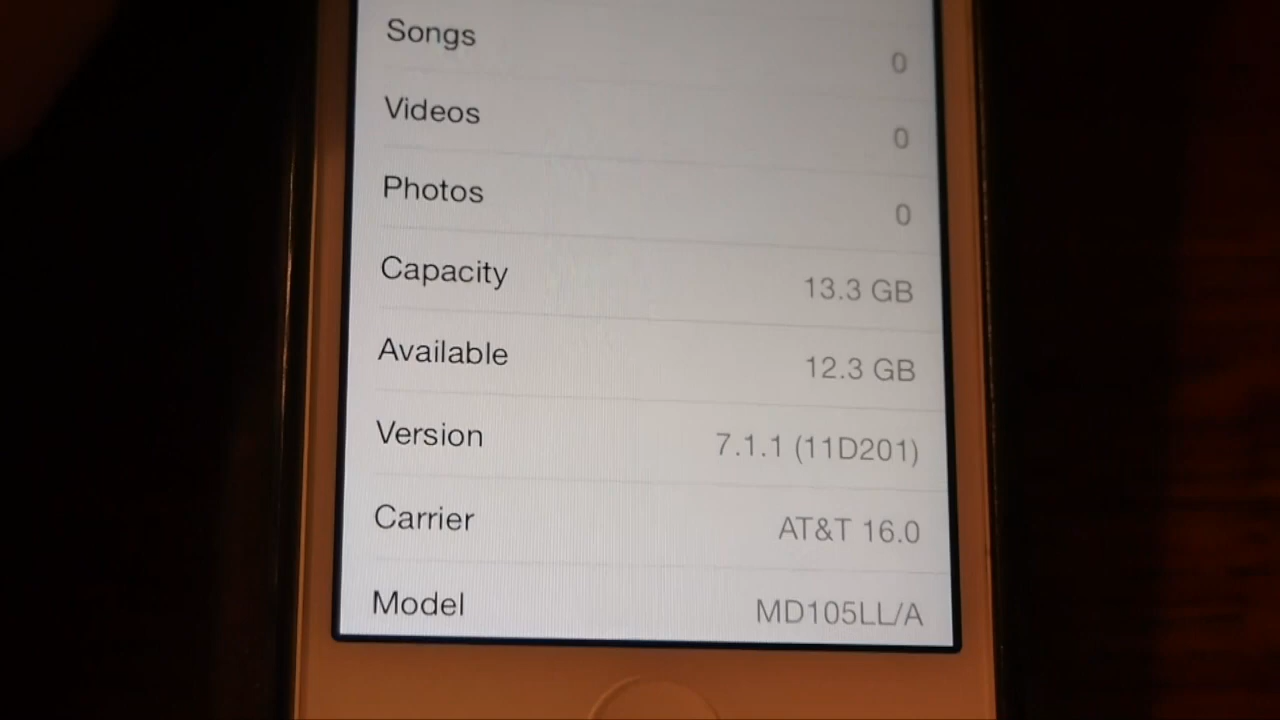 Songs 0
Videos 0
Photos 0
Capacity 13.3 GB
Available 12.3 GB
Version 7.1.1 (11D201)
Carrier AT&T 16.0
Model MD105LL/A